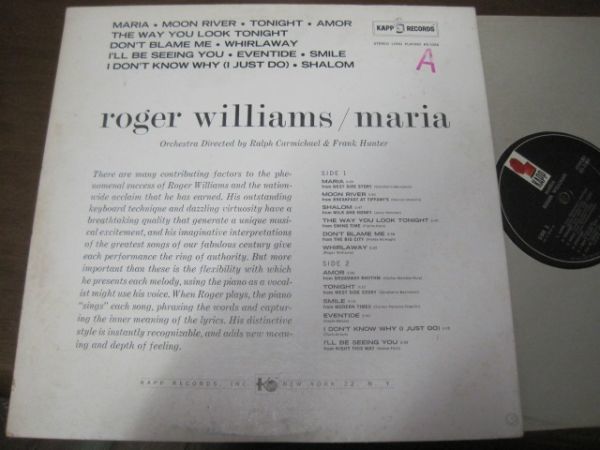 MARIA • MOON RIVER • TONIGHT • AMOR
THE WAY YOU LOOK TONIGHT
DON'T BLAME ME • WHIRLAWAY
I'LL BE SEEING YOU • EVENTIDE • SMILE
I DON'T KNOW WHY (I JUST DO) • SHALOM
KAPP RECORDS
STEREO LONG PLAYING
A
roger williams/maria
Orchestra Directed by Ralph Carmichael & Frank Hunter
There are many contributing factors to the phe-
nomenal success of Roger Williams and the nation-
wide acclaim that he has earned. His outstanding
keyboard technique and dazzling virtuosity have a
breathtaking quality that generate a unique musi-
cal excitement, and his imaginative interpretations
of the greatest songs of our fabulous century give
each performance the ring of authority. But more
important than these is the flexibility with which
he presents each melody, using the piano as a vocal-
ist might use his voice. When Roger plays, the piano
"sings" each song, phrasing the words and captur-
ing the inner meaning of the lyrics. His distinctive
style is instantly recognizable, and adds new mean-
ing and depth of feeling.
SIDE 1
MARIA
from WEST SIDE STORY
MOON RIVER
from BREAKFAST AT TIFFANY'S
SHALOM
from MILK AND HONEY
THE WAY YOU LOOK TONIGHT
from SWING TIME
DON'T BLAME ME
from THE BIG CITY
WHIRLAWAY
(Roger Williams)
SIDE 2
AMOR
from BROADWAY RHYTHM
TONIGHT
from WEST SIDE STORY
SMILE
from MODERN TIMES
EVENTIDE
I DON'T KNOW WHY (I JUST DO)
I'LL BE SEEING YOU
from RIGHT THIS WAY
KAPP RECORDS, INC. NEW YORK 22, N. Y.
KAPP